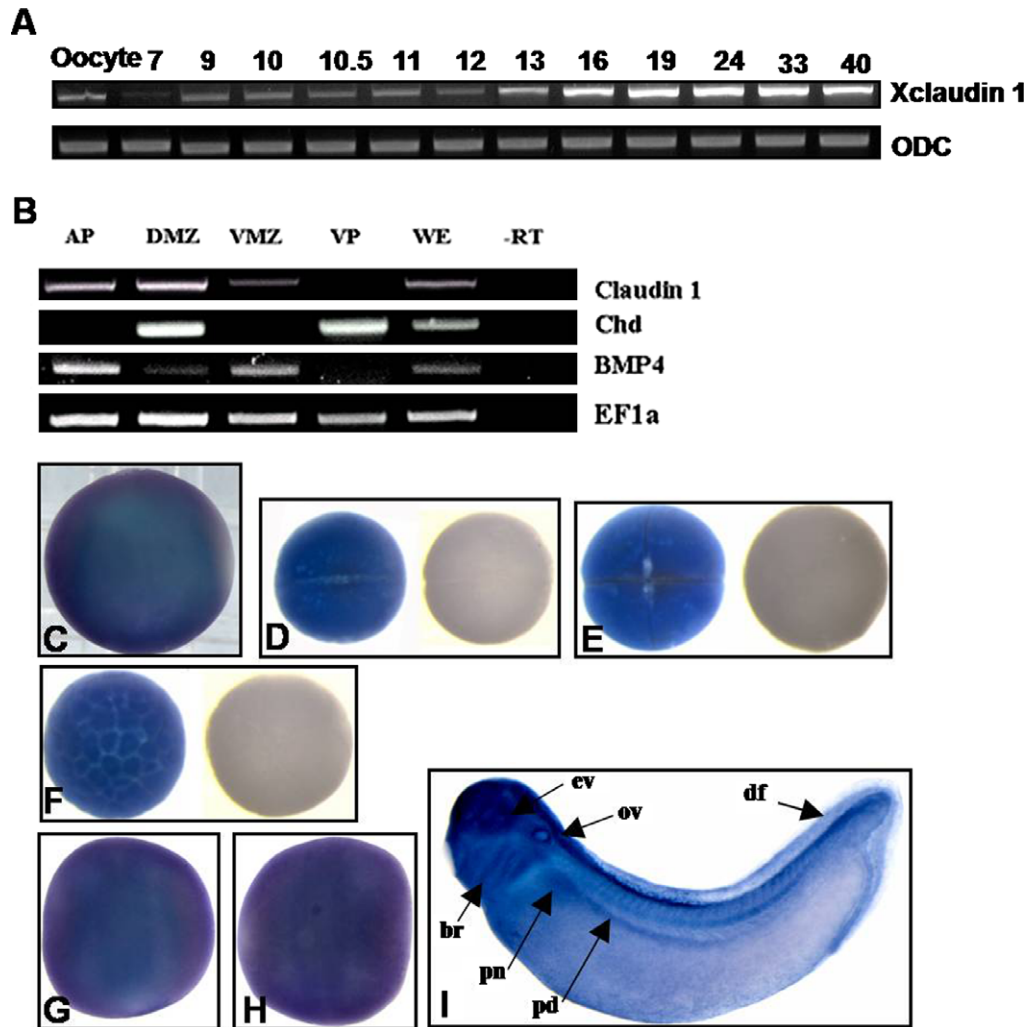 A
Oocyte 7 9 10 10.5 11 12 13 16 19 24 33 40
Xclaudin 1
ODC
B
AP DMZ VMZ VP WE -RT
Claudin 1
Chd
BMP4
EF1a
C
D
E
F
ev
ov
df
br
pn
pd
G
H
I